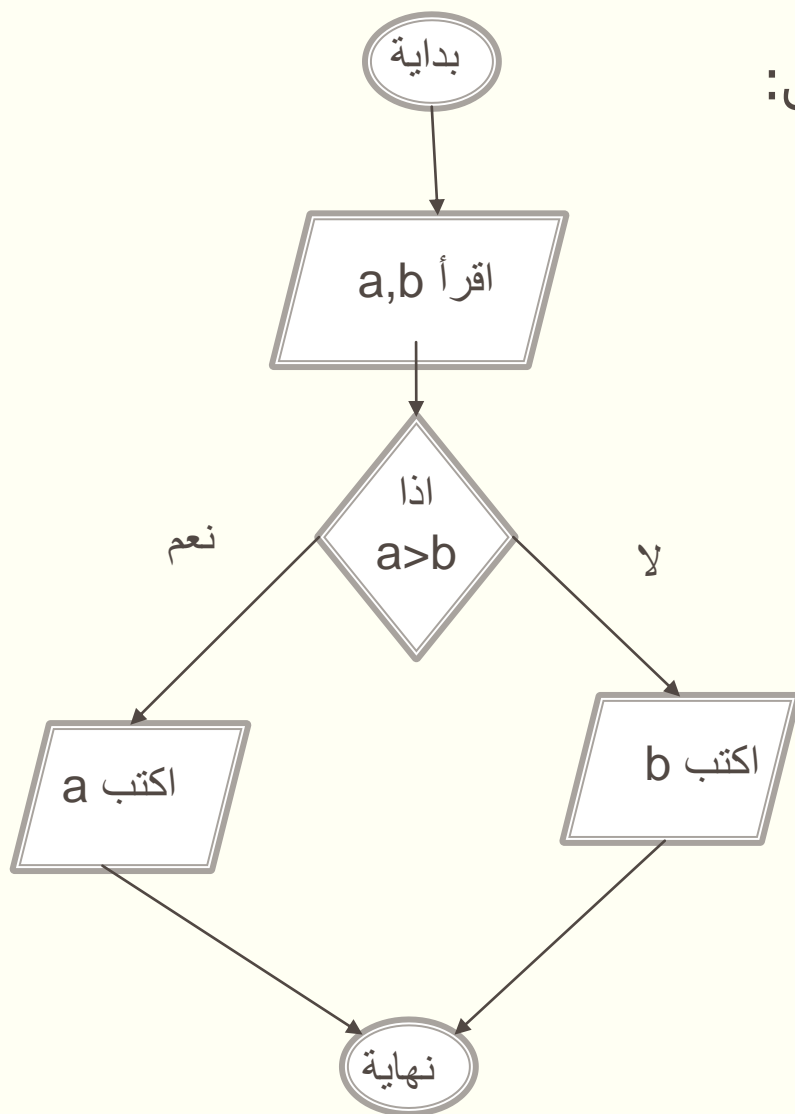 بداية
اقرأ a,b
اذا
a>b
نعم
لا
اكتب a
اكتب b
نهاية